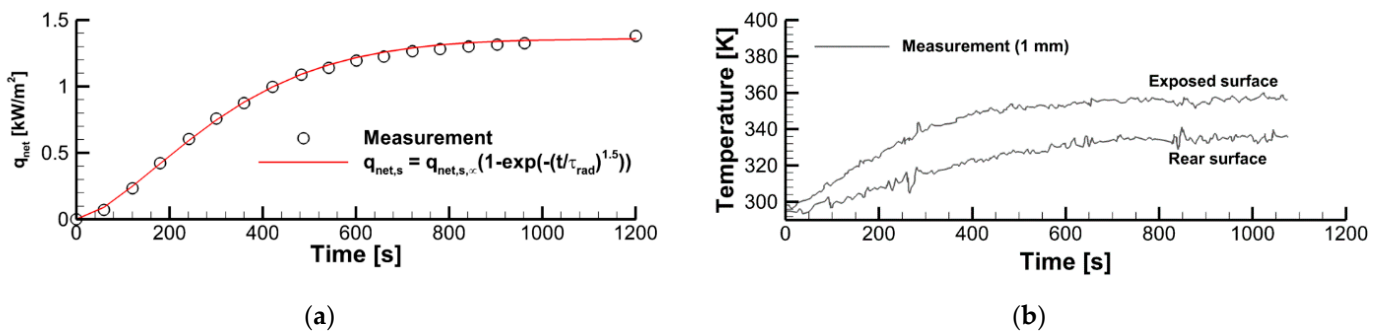 1.5
1
0.5
0
q_net [kW/m²]
Measurement
q_net,s = q_net,s,∞(1-exp(-(t/τ_rad)^1.5))
0 200 400 600 800 1000 1200
Time [s]
(a)
400
380
360
340
320
300
Temperature [K]
Measurement (1 mm)
Exposed surface
Rear surface
0 200 400 600 800 1000 1200
Time [s]
(b)